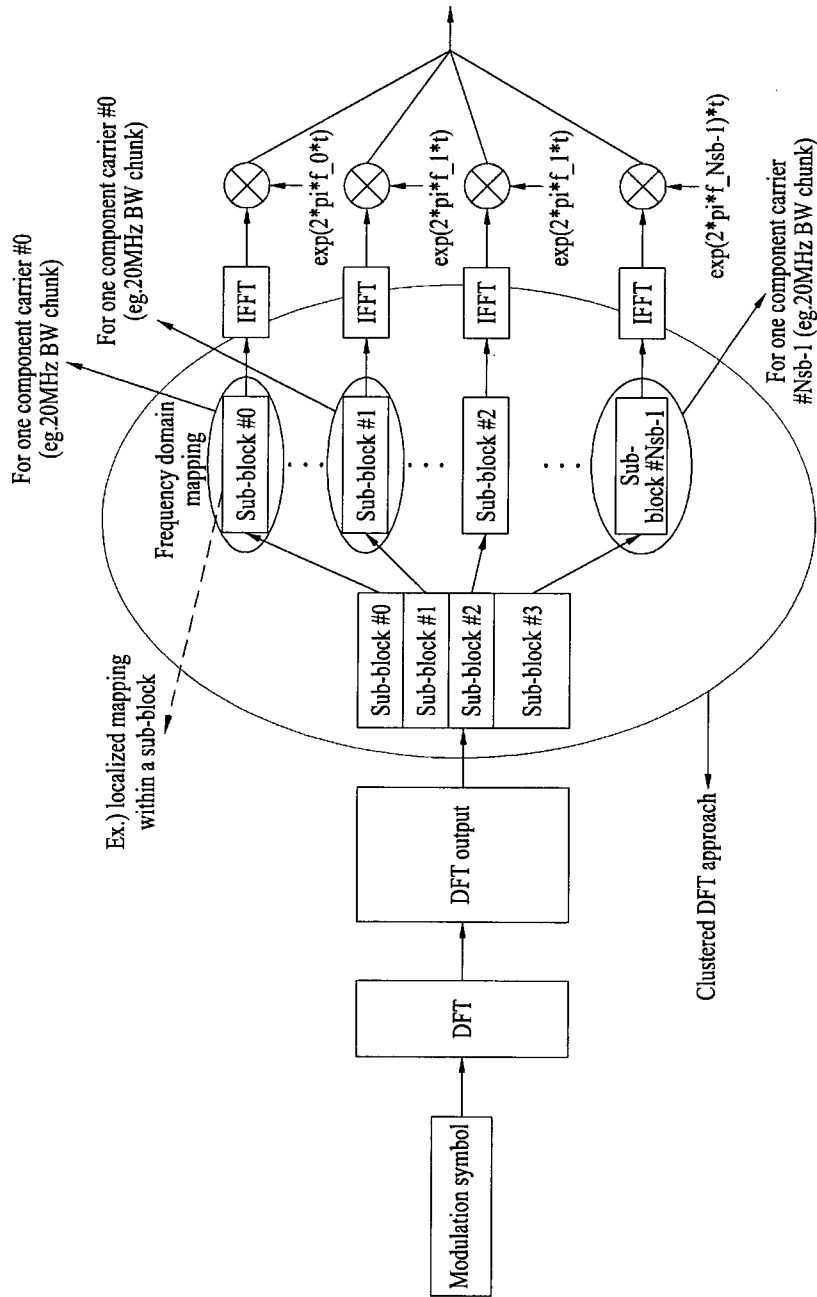 Modulation symbol
DFT
DFT output
Sub-block #0
Sub-block #1
Sub-block #2
Sub-block #3
Ex.) localized mapping
within a sub-block
Frequency domain
mapping
Sub-block #0
. . .
Sub-block #1
. . .
Sub-block #2
. . .
Sub-
block #Nsb-1
For one component carrier #0
(eg.20MHz BW chunk)
For one component carrier #0
(eg.20MHz BW chunk)
For one component carrier
#Nsb-1 (eg.20MHz BW chunk)
IFFT
IFFT
IFFT
IFFT
exp(2*pi*f_0*t)
exp(2*pi*f_1*t)
exp(2*pi*f_1*t)
exp(2*pi*f_Nsb-1)*t)
Clustered DFT approach